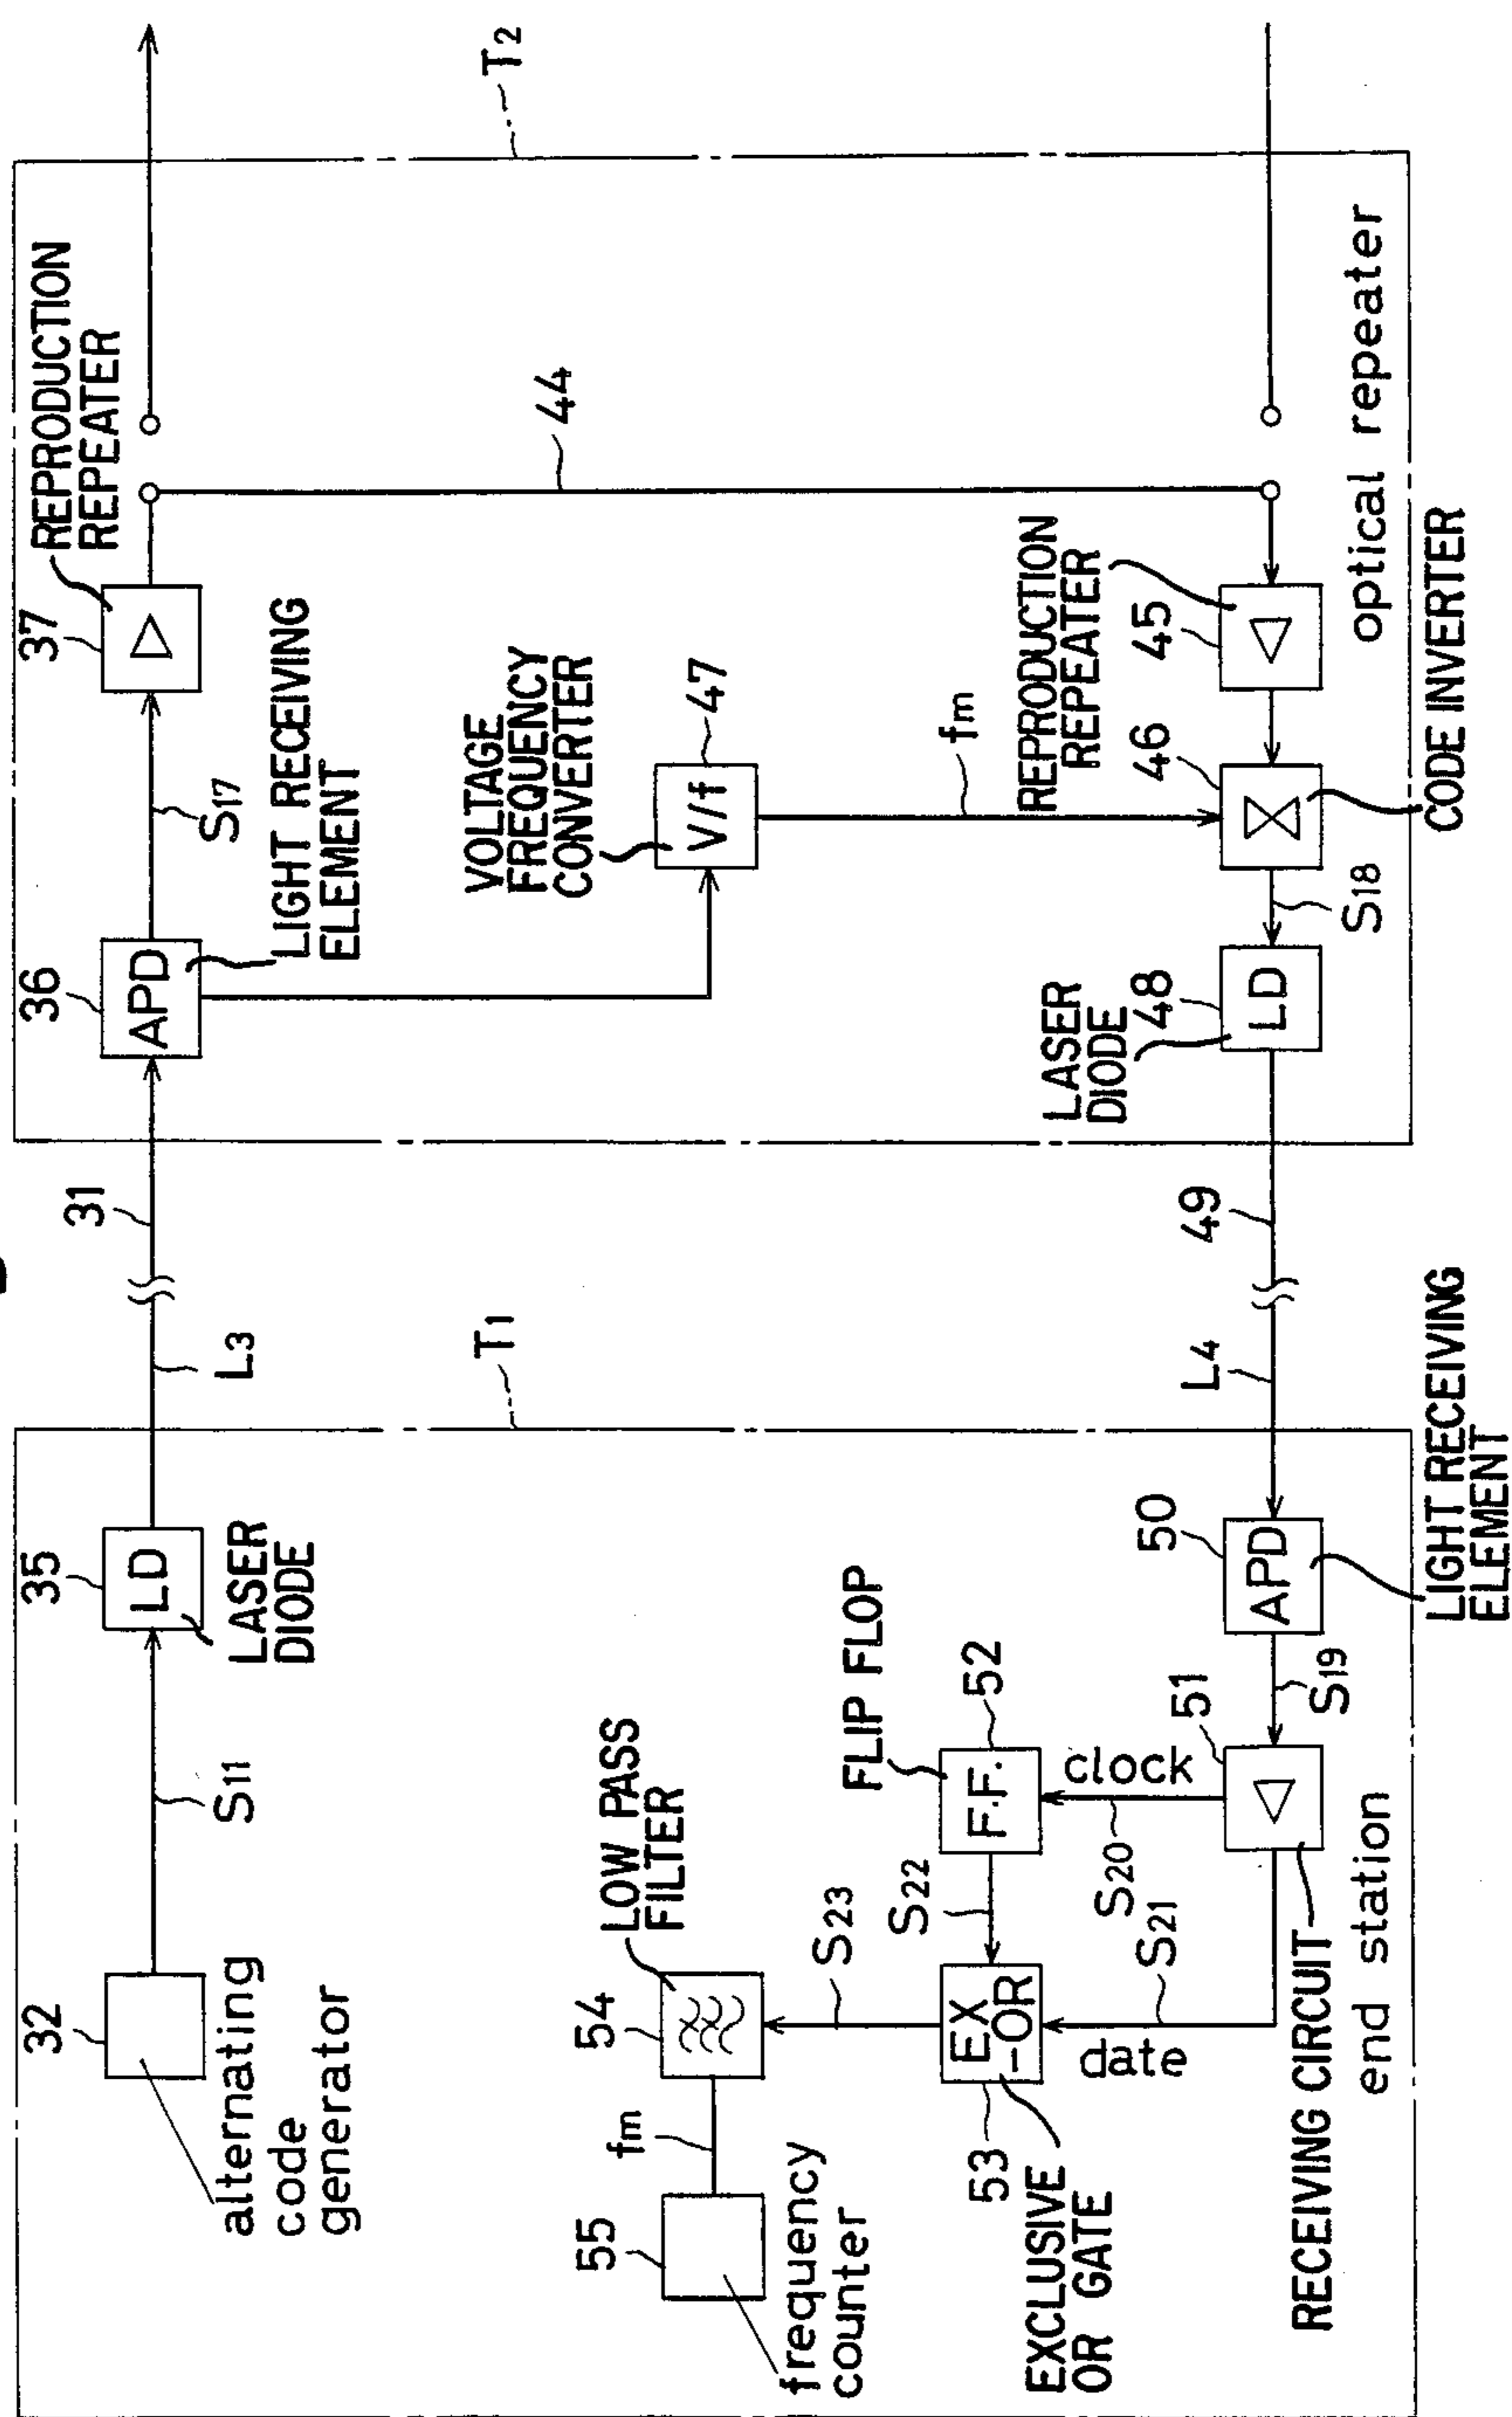 32
alternating
code
generator
S11
35
LD
LASER
DIODE
L3
31
36
APD
LIGHT RECEIVING
ELEMENT
S17
37
REPRODUCTION
REPEATER
T1
T2
44
VOLTAGE
FREQUENCY
CONVERTER
V/f
47
fm
55
frequency
counter
fm
54
LOW PASS
FILTER
S23
53
EX
-OR
EXCLUSIVE
OR GATE
S22
FLIP FLOP
F.F.
52
clock
S20
date
S21
51
RECEIVING CIRCUIT
end station
S19
50
APD
LIGHT RECEIVING
ELEMENT
L4
49
LASER
DIODE
48
LD
S18
46
CODE INVERTER
REPRODUCTION
REPEATER
45
optical repeater